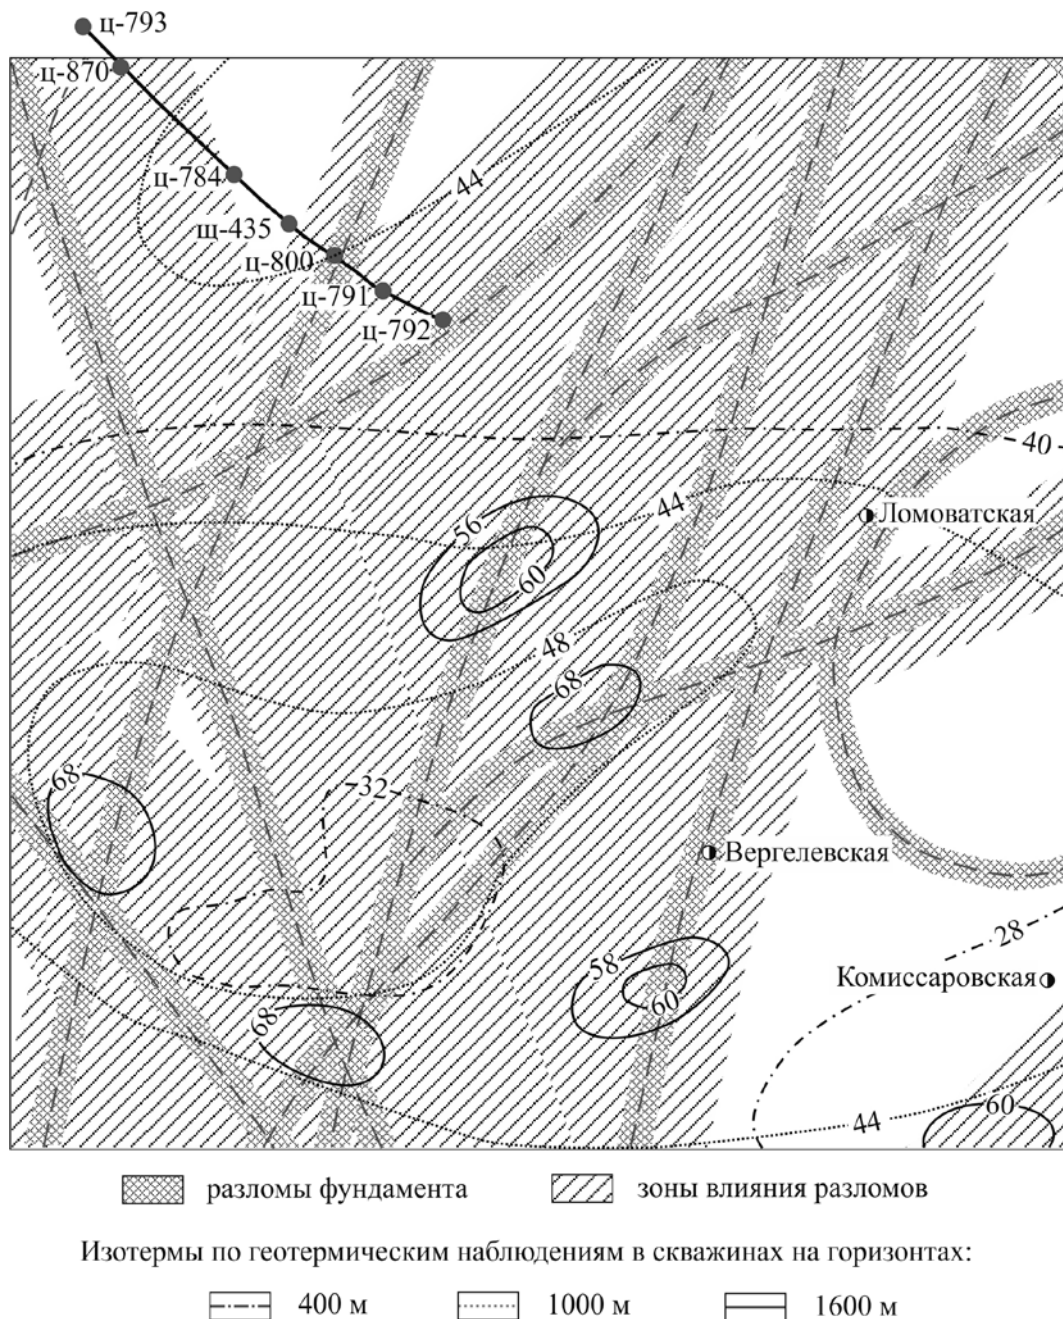 ц-793
ц-870
ц-784
44
щ-435
ц-800
ц-791
ц-792
40
44
Ломоватская
56
60
48
68
68
32
Вергелевская
28
58
Комиссаровская
60
68
60
44
разломы фундамента
зоны влияния разломов
Изотермы по геотермическим наблюдениям в скважинах на горизонтах:
400 м
1000 м
1600 м